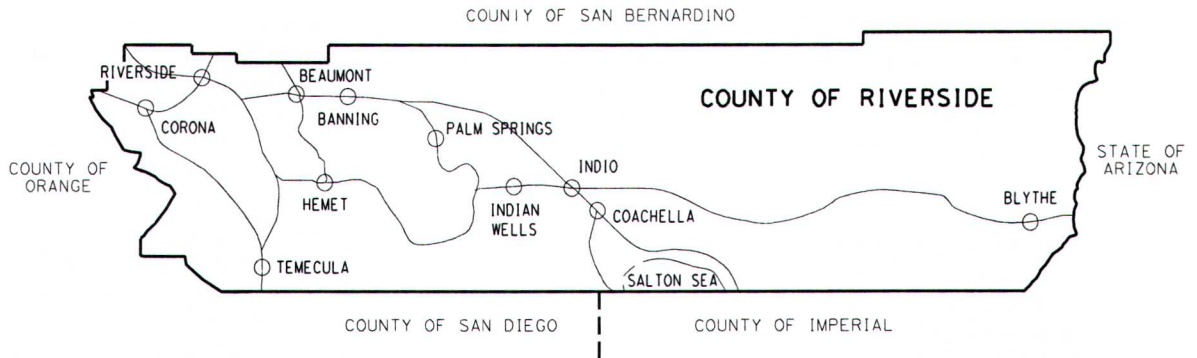 COUNTY OF SAN BERNARDINO
RIVERSIDE
BEAUMONT
COUNTY OF RIVERSIDE
CORONA
BANNING
PALM SPRINGS
STATE OF
ARIZONA
COUNTY OF
ORANGE
INDIO
HEMET
INDIAN
WELLS
COACHELLA
BLYTHE
TEMECULA
SALTON SEA
COUNTY OF SAN DIEGO
COUNTY OF IMPERIAL